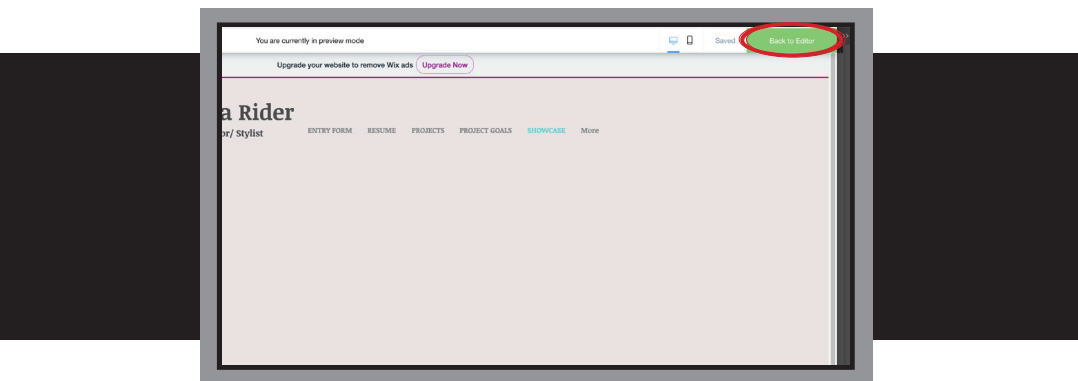 You are currently in preview mode
Saved
Back to Editor
Upgrade your website to remove Wix ads Upgrade Now
a Rider
or/ Stylist
ENTRY FORM RESUME PROJECTS PROJECT GOALS SHOWCASE More